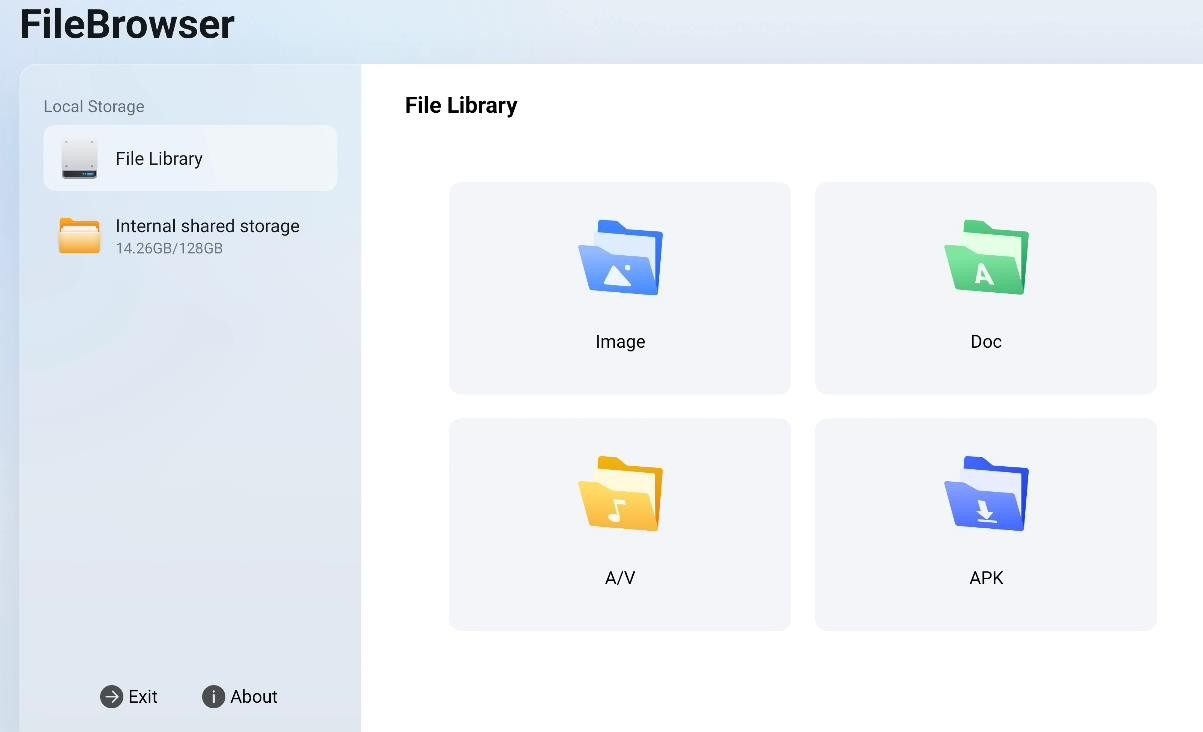 FileBrowser
Local Storage
File Library
Internal shared storage
14.26GB/128GB
Exit
About
File Library
Image
Doc
A/V
APK